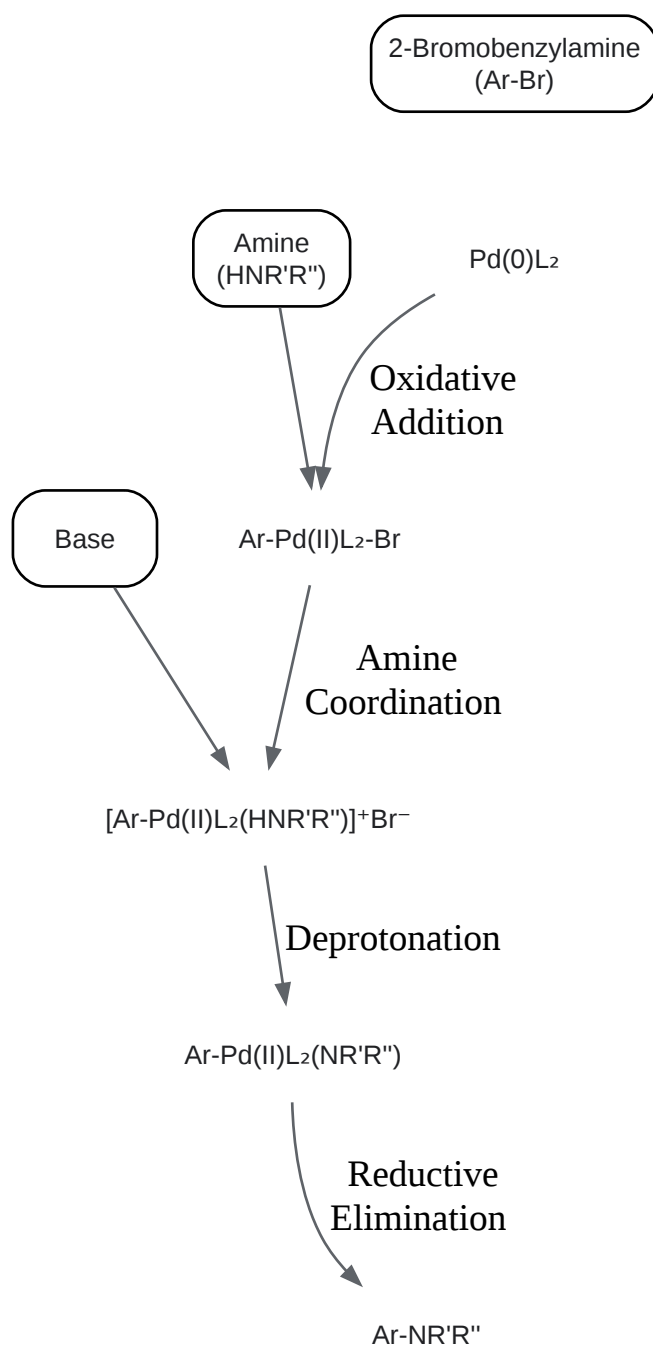 2-Bromobenzylamine
(Ar-Br)
Amine
(HNR'R")
Pd(0)L₂
Oxidative
Addition
Base
Ar-Pd(II)L₂-Br
Amine
Coordination
[Ar-Pd(II)L₂(HNR'R")]⁺Br⁻
Deprotonation
Ar-Pd(II)L₂(NR'R")
Reductive
Elimination
Ar-NR'R"